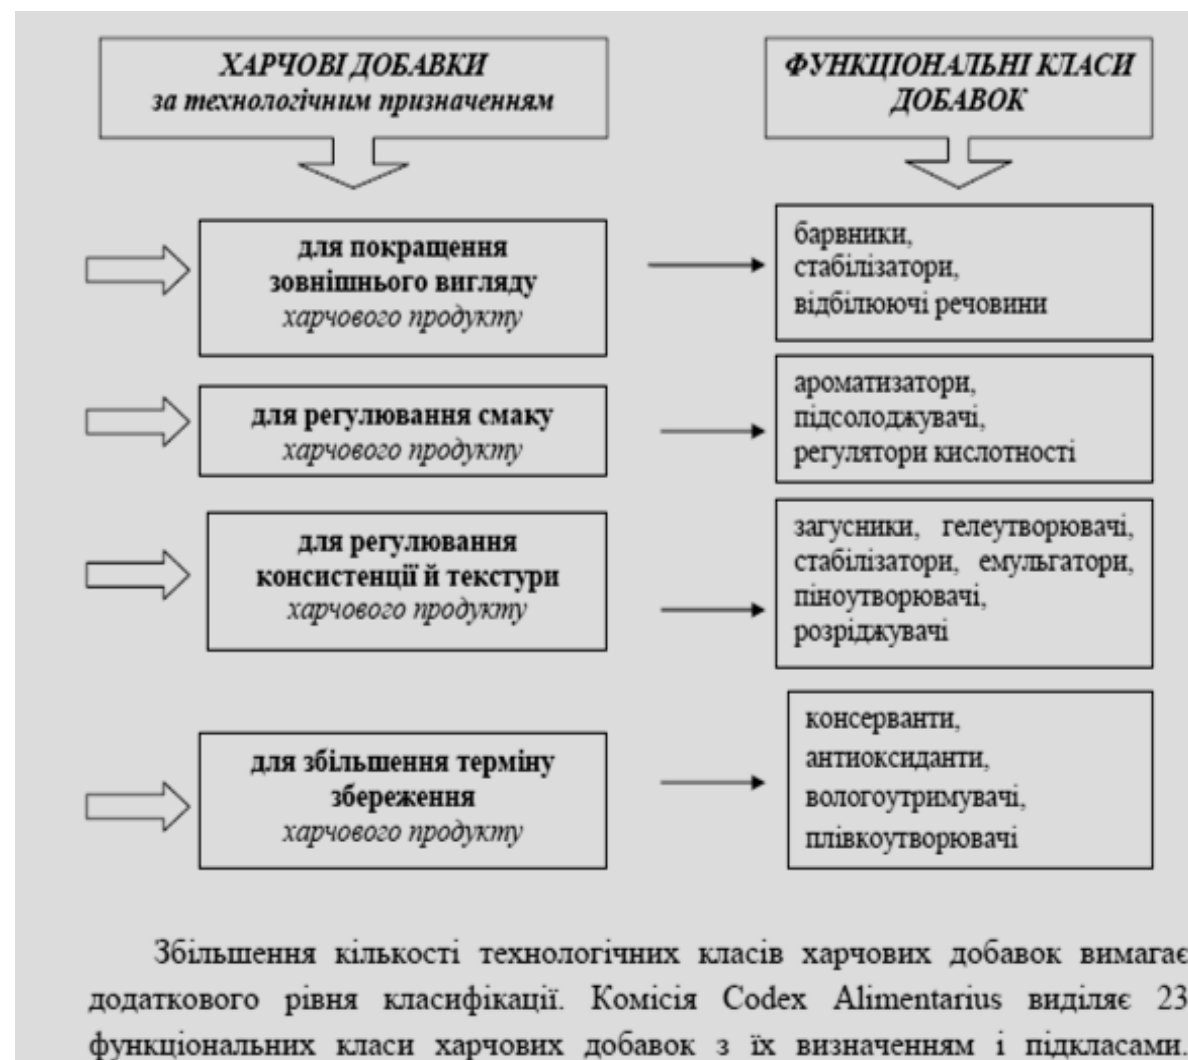 ХАРЧОВІ ДОБАВКИ
за технологічним призначенням
ФУНКЦІОНАЛЬНІ КЛАСИ
ДОБАВОК
для покращення
зовнішнього вигляду
харчового продукту
барвники,
стабілізатори,
відбілюючі речовини
для регулювання смаку
харчового продукту
ароматизатори,
підсолоджувачі,
регулятори кислотності
для регулювання
консистенції й текстури
харчового продукту
загусники, гелеутворювачі,
стабілізатори, емульгатори,
піноутворювачі,
розріджувачі
для збільшення терміну
збереження
харчового продукту
консерванти,
антиоксиданти,
вологоутримувачі,
плівкоутворювачі
Збільшення кількості технологічних класів харчових добавок вимагає
додаткового рівня класифікації. Комісія Codex Alimentarius виділяє 23
функціональних класи харчових добавок з їх визначенням і підкласами.